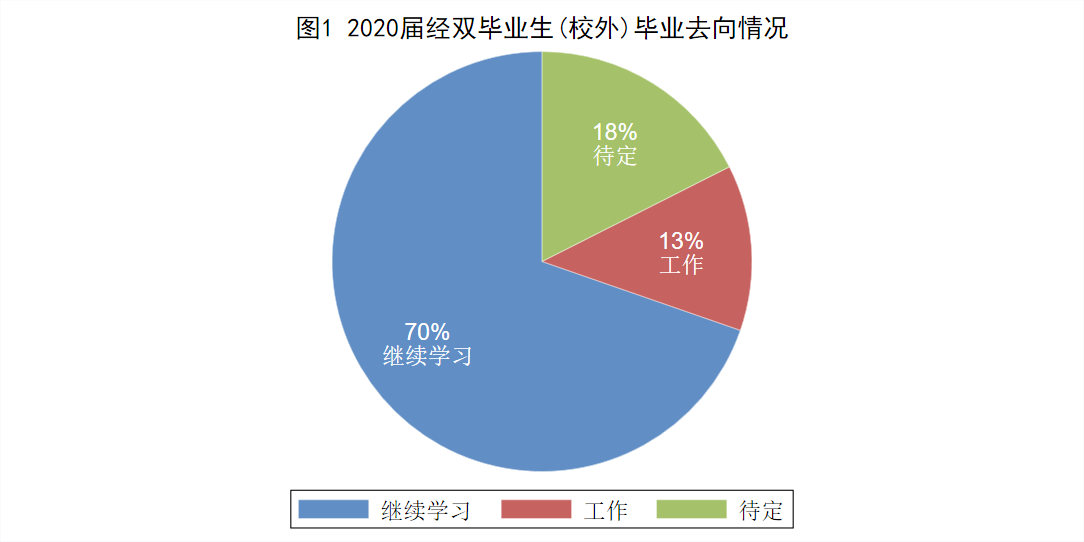 图1 2020届经双毕业生(校外)毕业去向情况
18%
待定
13%
工作
70%
继续学习
继续学习 工作 待定